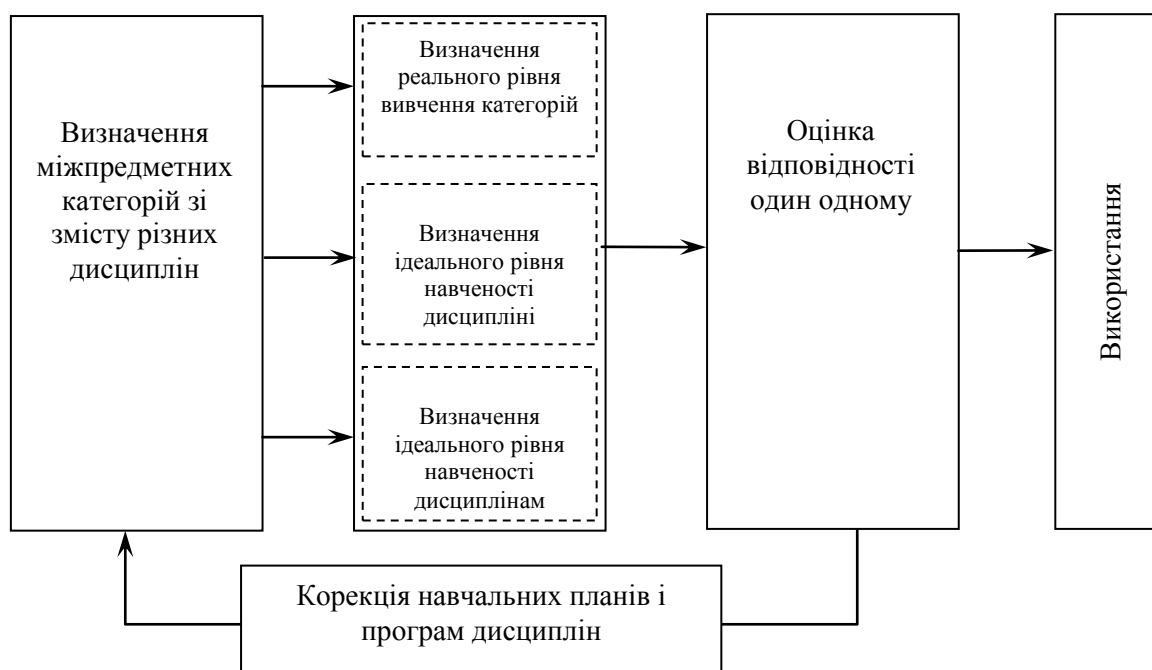 Визначення
міжпредметних
категорій зі
змісту різних
дисциплін
Визначення
реального рівня
вивчення категорій
Визначення
ідеального рівня
навченості
дисципліні
Визначення
ідеального рівня
навченості
дисциплінам
Оцінка
відповідності
один одному
Використання
Корекція навчальних планів і
програм дисциплін